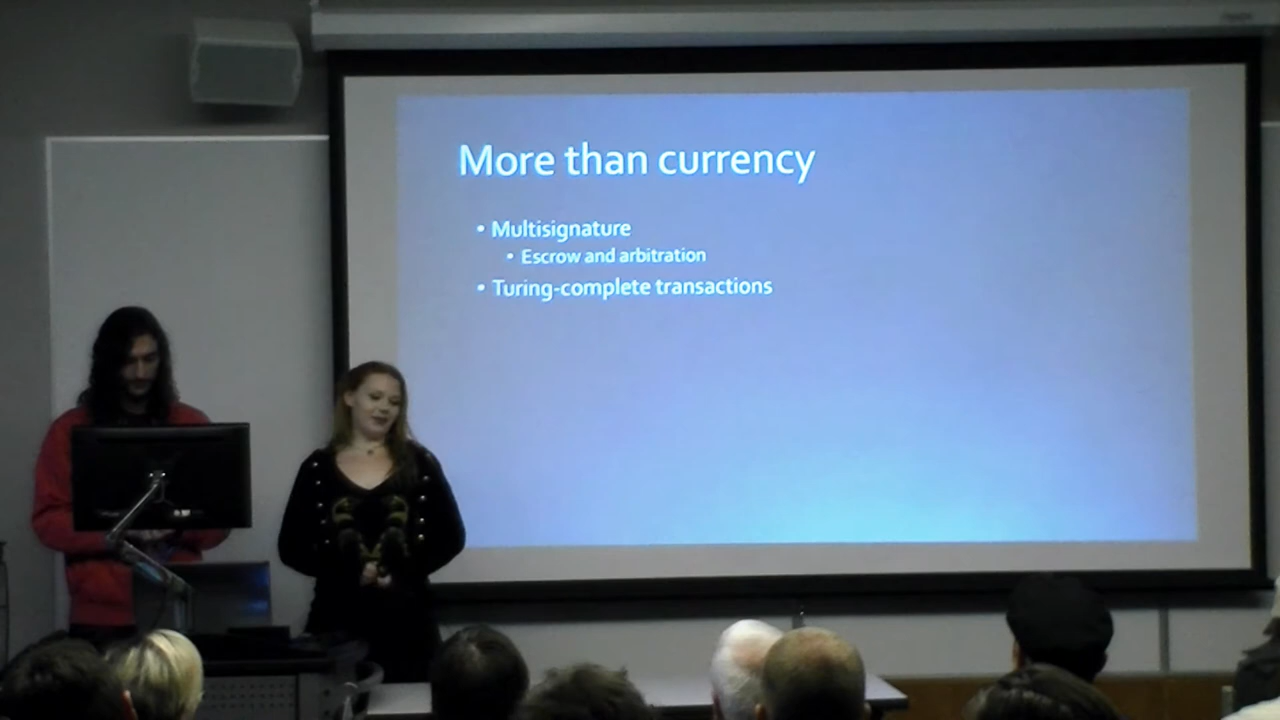 More than currency
• Multisignature
• Escrow and arbitration
• Turing-complete transactions